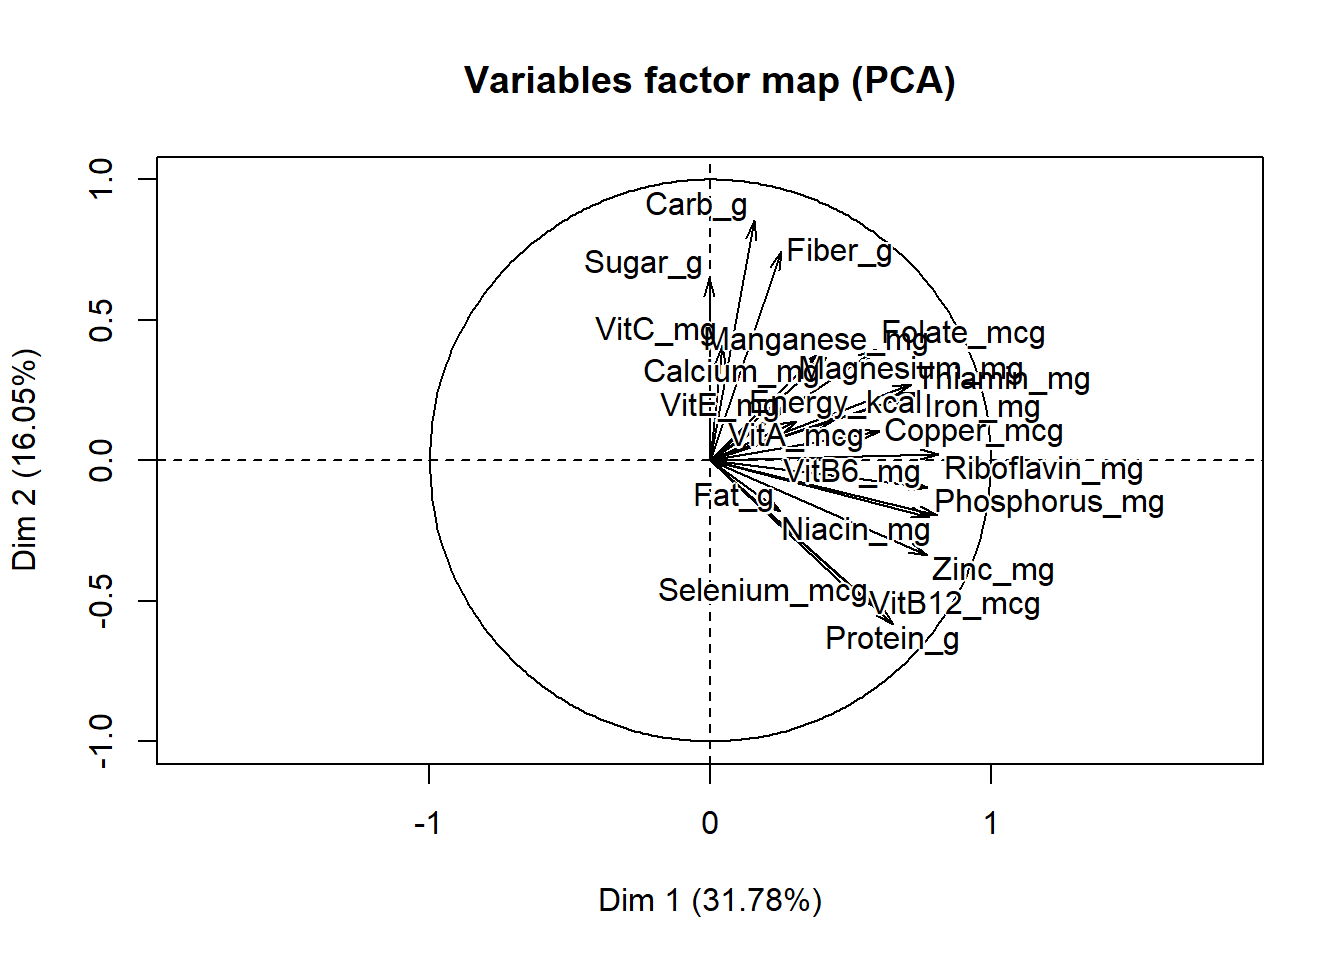 Variables factor map (PCA)
1.0
0.5
0.0
-0.5
-1.0
Dim 2 (16.05%)
Carb_g
Fiber_g
Sugar_g
VitC_mg
Manganese_mg
Folate_mcg
Calcium_mg
Magnesium_mg
Thiamin_mg
VitE_mg
Energy_kcal
Iron_mg
VitA_mcg
Copper_mcg
VitB6_mg
Riboflavin_mg
Fat_g
Phosphorus_mg
Niacin_mg
Zinc_mg
Selenium_mcg
VitB12_mcg
Protein_g
-1
0
1
Dim 1 (31.78%)